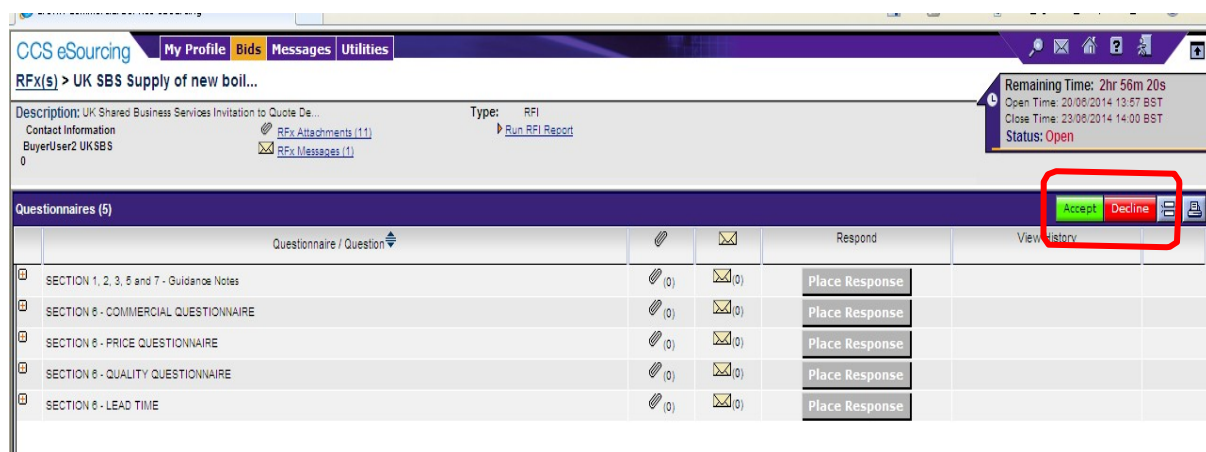 CCS eSourcing My Profile Bids Messages Utilities
RFx(s) > UK SBS Supply of new boil...
Remaining Time: 2hr 56m 20s
Open Time: 20/06/2014 13:57 BST
Close Time: 23/06/2014 14:00 BST
Status: Open
Description: UK Shared Business Services Invitation to Quote De...
Type: RFI
Contact Information
RFx Attachments (11)
Run RFI Report
BuyerUser2 UKSBS
RFx Messages (1)
0
Questionnaires (5)
Accept Decline
Questionnaire / Question Respond View History
SECTION 1, 2, 3, 5 and 7 - Guidance Notes (0) (0) Place Response
SECTION 6 - COMMERCIAL QUESTIONNAIRE (0) (0) Place Response
SECTION 6 - PRICE QUESTIONNAIRE (0) (0) Place Response
SECTION 6 - QUALITY QUESTIONNAIRE (0) (0) Place Response
SECTION 6 - LEAD TIME (0) (0) Place Response